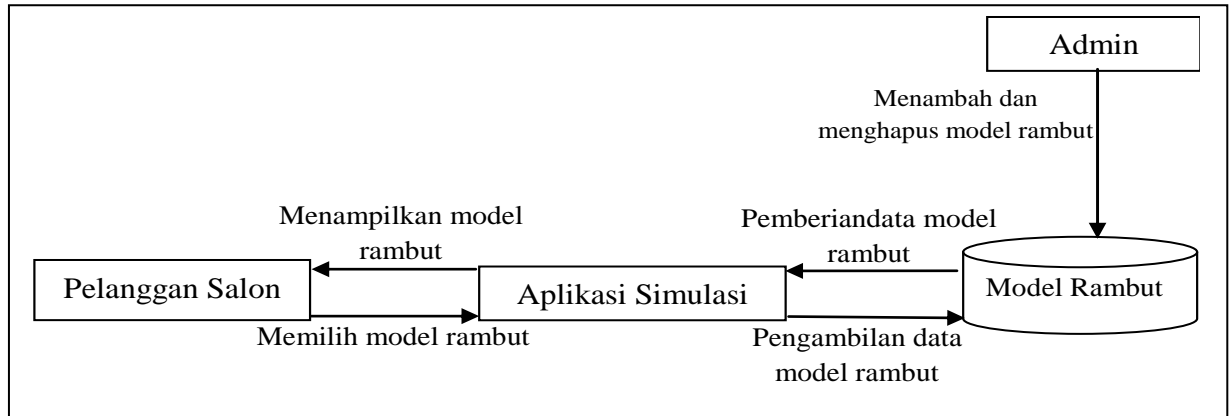 Admin
Menambah dan
menghapus model rambut
Menampilkan model
rambut
Pemberiandata model
rambut
Pelanggan Salon
Aplikasi Simulasi
Model Rambut
Memilih model rambut
Pengambilan data
model rambut